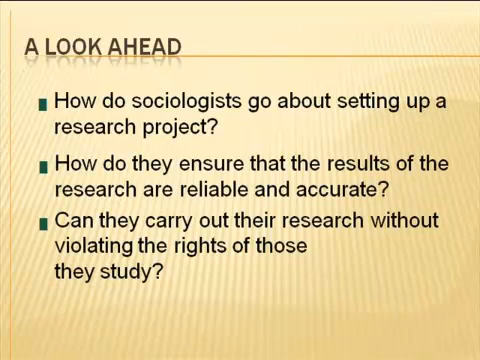 A LOOK AHEAD
How do sociologists go about setting up a
research project?
How do they ensure that the results of the
research are reliable and accurate?
Can they carry out their research without
violating the rights of those
they study?